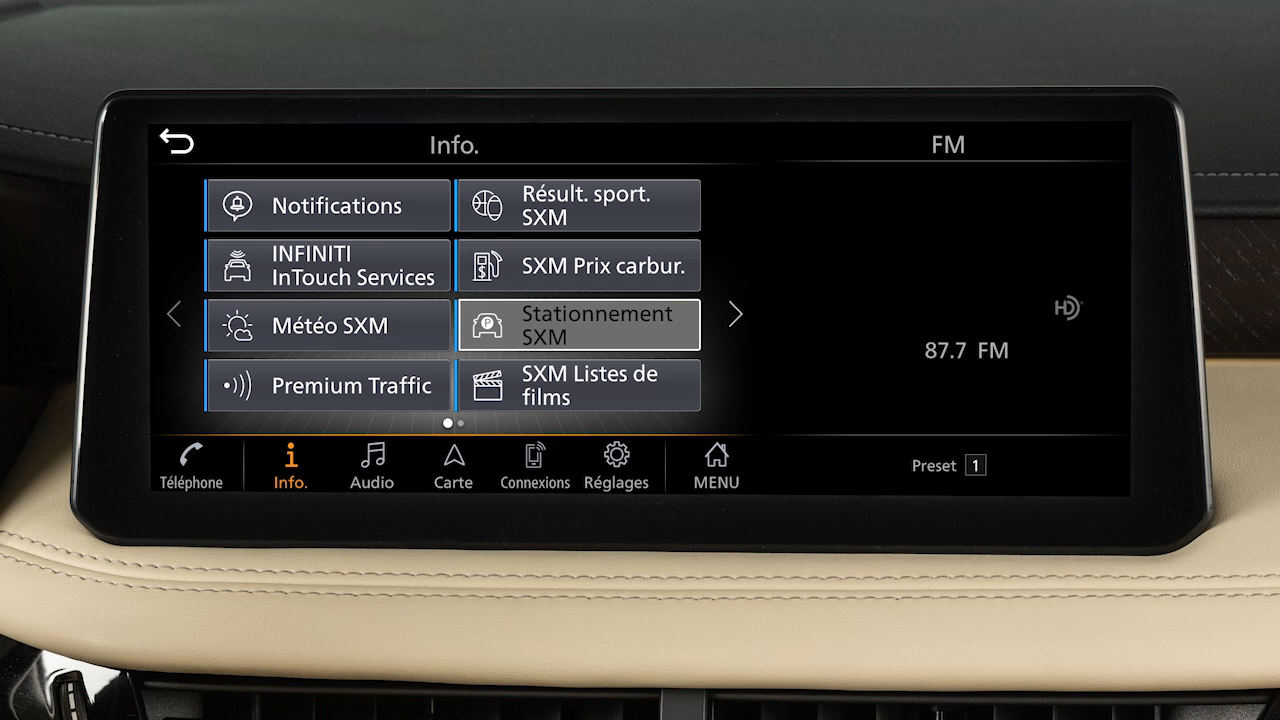 Info.
FM
Notifications
Résult. sport.
SXM
INFINITI
InTouch Services
SXM Prix carbur.
Météo SXM
Stationnement
SXM
Premium Traffic
SXM Listes de
films
HD
87.7 FM
Téléphone
Info.
Audio
Carte
Connexions
Réglages
MENU
Preset 1